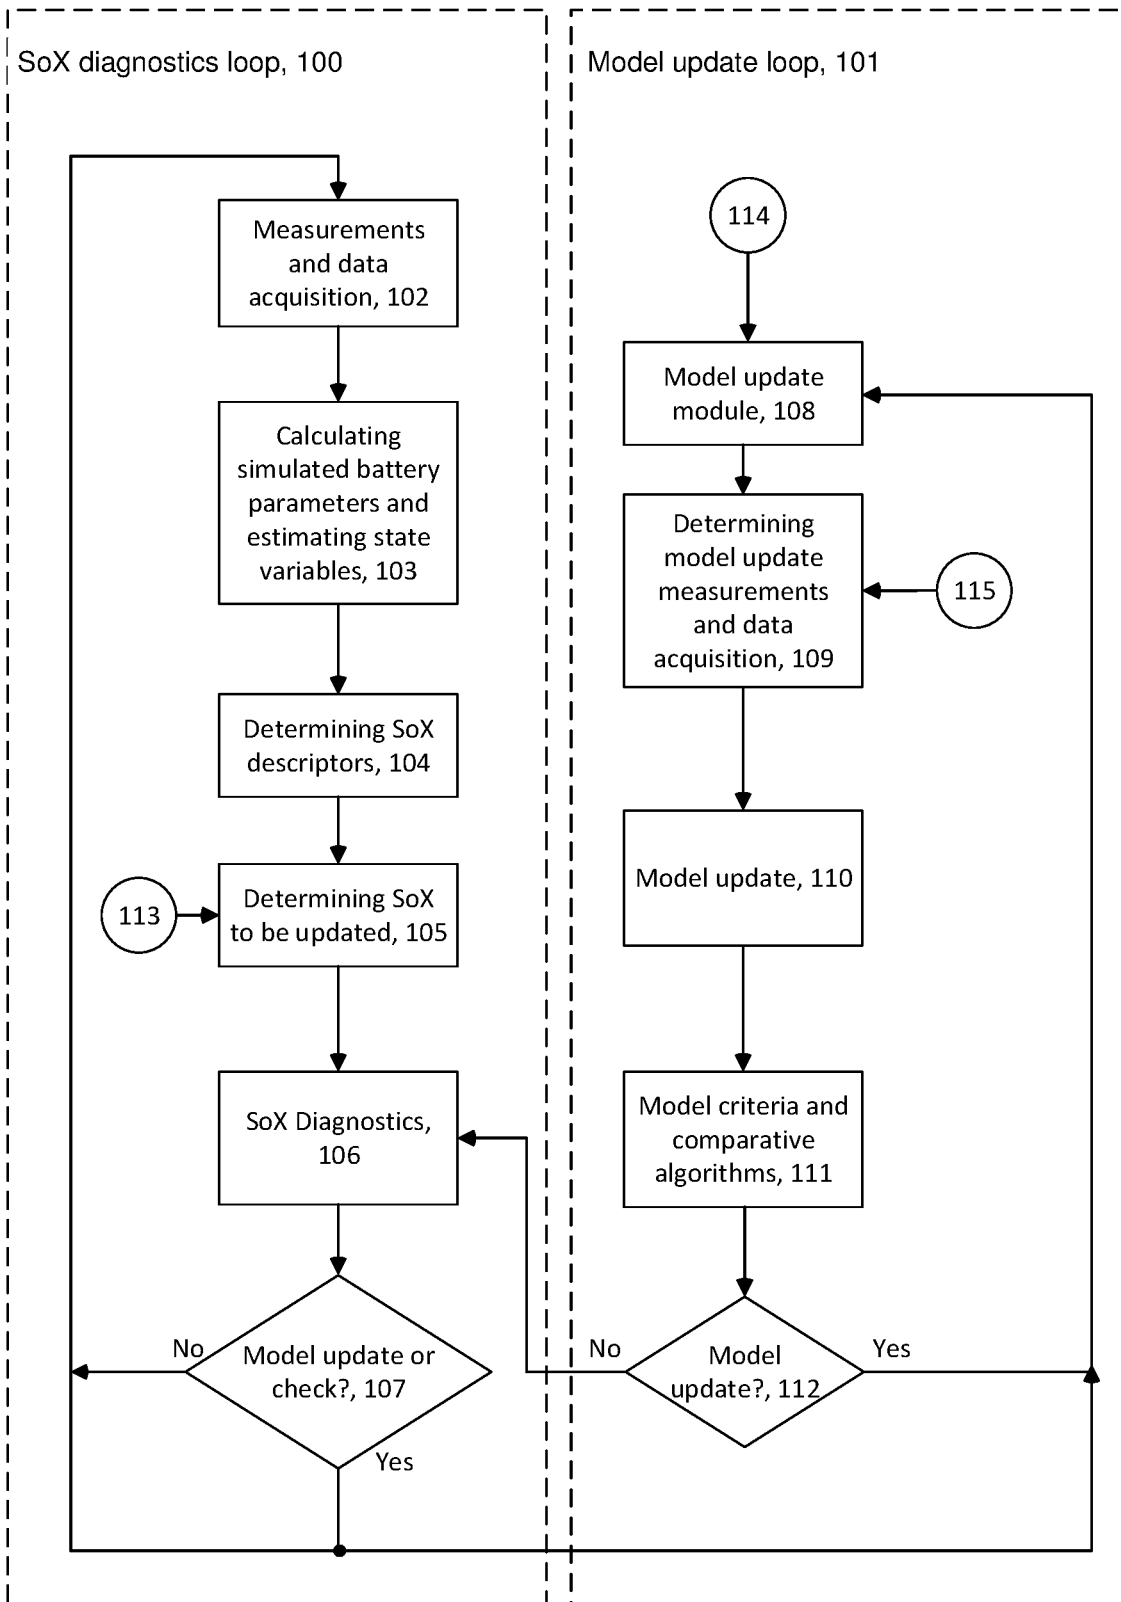 SoX diagnostics loop, 100
Measurements
and data
acquisition, 102
Calculating
simulated battery
parameters and
estimating state
variables, 103
Determining SoX
descriptors, 104
113
Determining SoX
to be updated, 105
SoX Diagnostics,
106
No
Model update or
check?, 107
Yes
Model update loop, 101
114
Model update
module, 108
Determining
model update
measurements
and data
acquisition, 109
115
Model update, 110
Model criteria and
comparative
algorithms, 111
No
Model
update?, 112
Yes